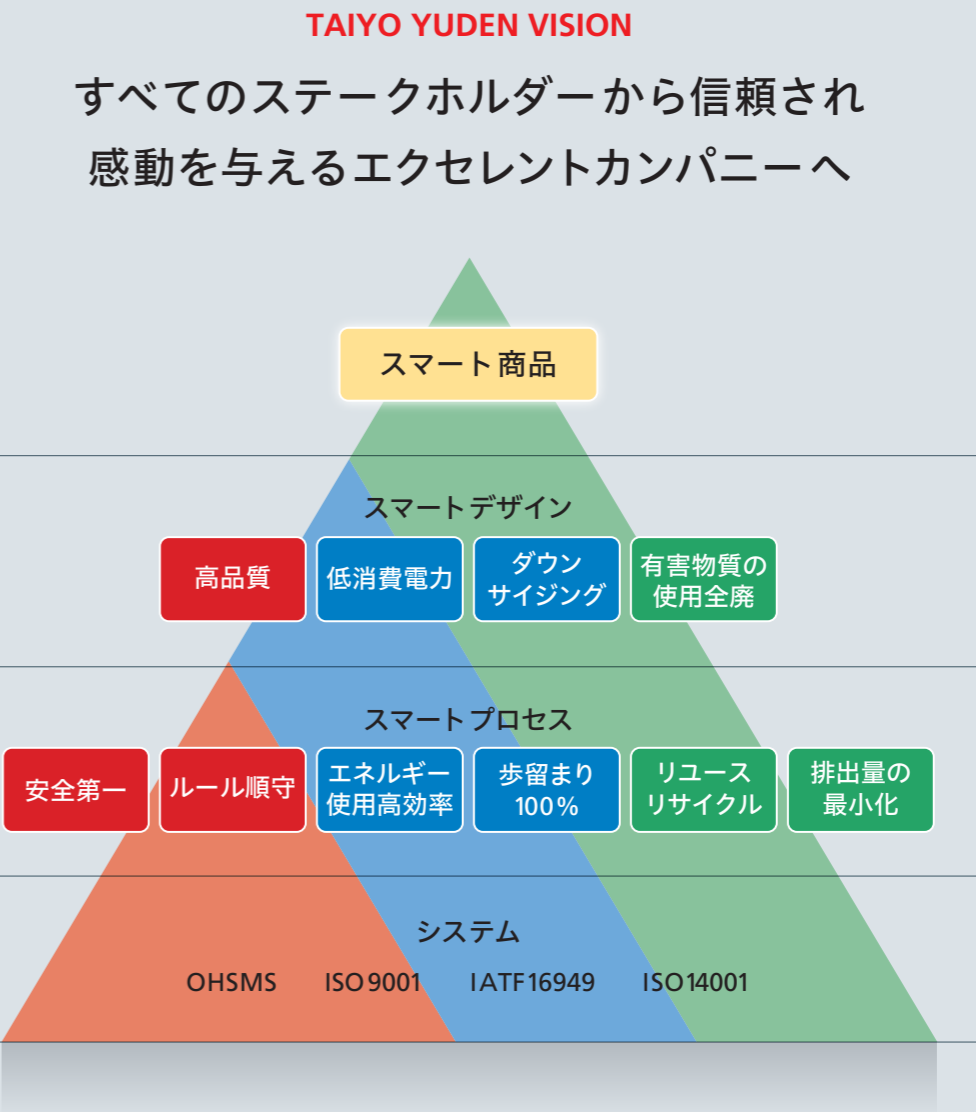 TAIYO YUDEN VISION
すべてのステークホルダーから信頼され
感動を与えるエクセレントカンパニーへ
スマート商品
スマートデザイン
高品質
低消費電力
ダウン
サイジング
有害物質の
使用全廃
スマートプロセス
安全第一
ルール順守
エネルギー
使用高効率
歩留まり
100%
リユース
リサイクル
排出量の
最小化
システム
OHSMS ISO9001 IATF16949 ISO14001